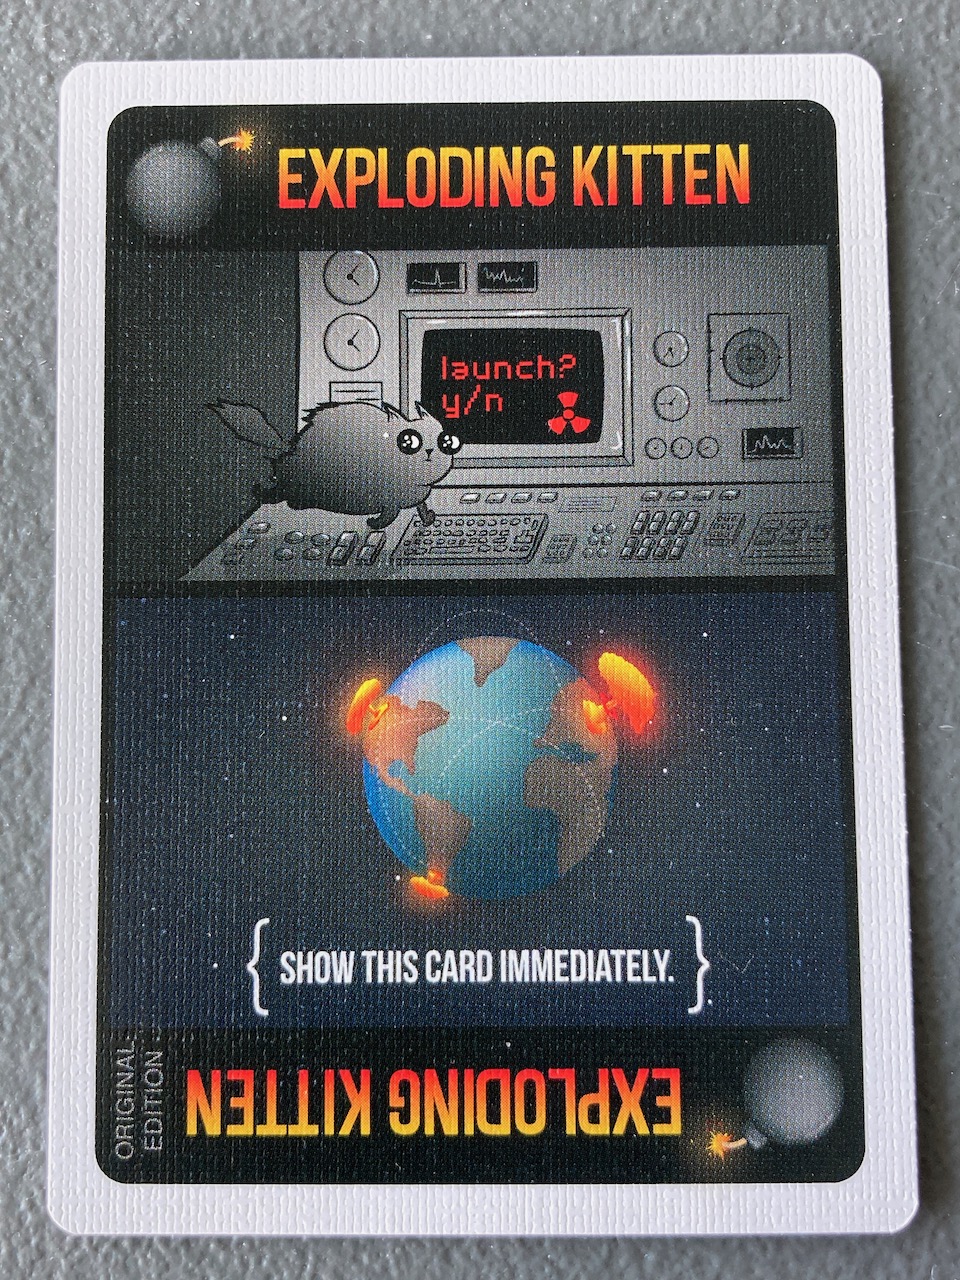 EXPLODING KITTEN
launch?
y/n
{ SHOW THIS CARD IMMEDIATELY. }
ORIGINAL
EDITION
EXPLODING KITTEN